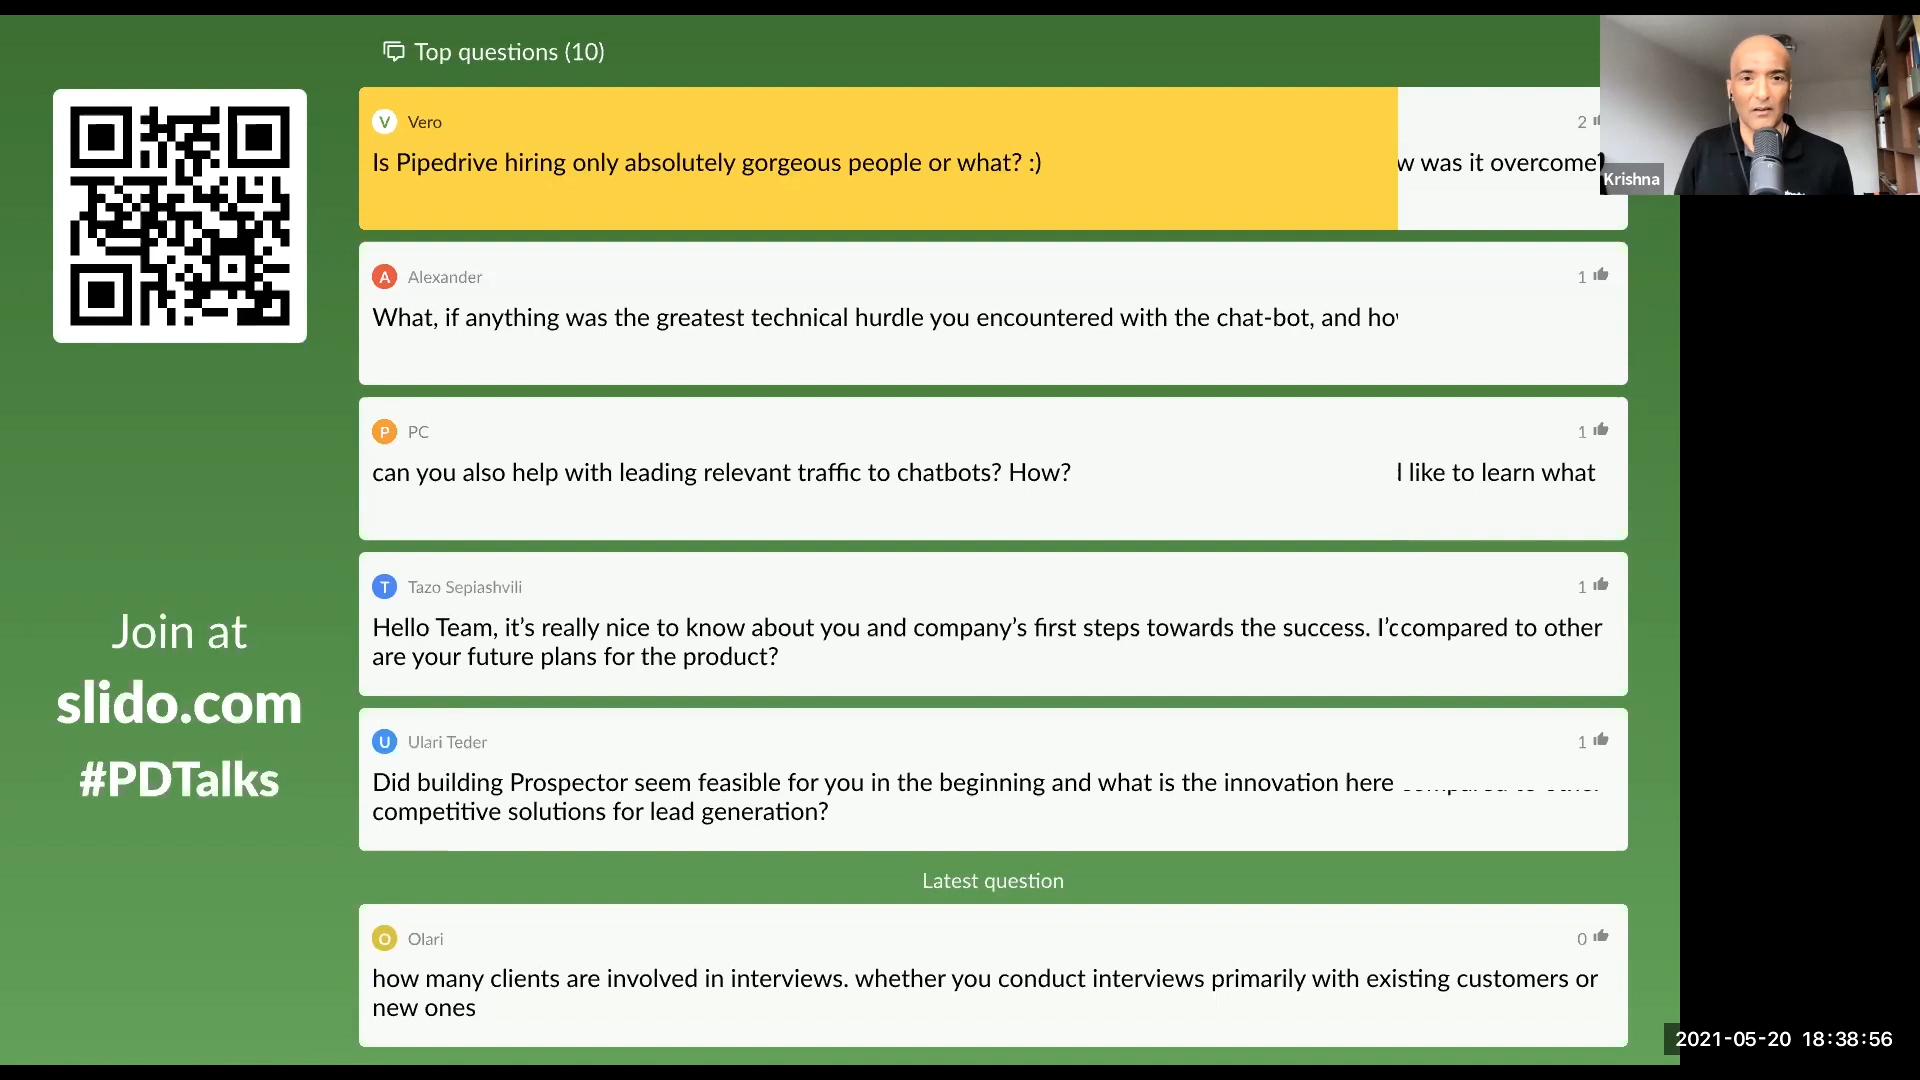 Top questions (10)
V Vero 2
Is Pipedrive hiring only absolutely gorgeous people or what? :) was it overcome?
Krishna
A Alexander 1
What, if anything was the greatest technical hurdle you encountered with the chat-bot, and
P PC 1
can you also help with leading relevant traffic to chatbots? How? like to learn what
T Tazo Sepiashvili 1
Hello Team, it’s really nice to know about you and company’s first steps towards the success. compared to other
are your future plans for the product?
U Ulari Teder 1
Did building Prospector seem feasible for you in the beginning and what is the innovation here
competitive solutions for lead generation?
Latest question
O Olari 0
how many clients are involved in interviews. whether you conduct interviews primarily with existing customers or
new ones
Join at
slido.com
#PDTalks
2021-05-20 18:38:56